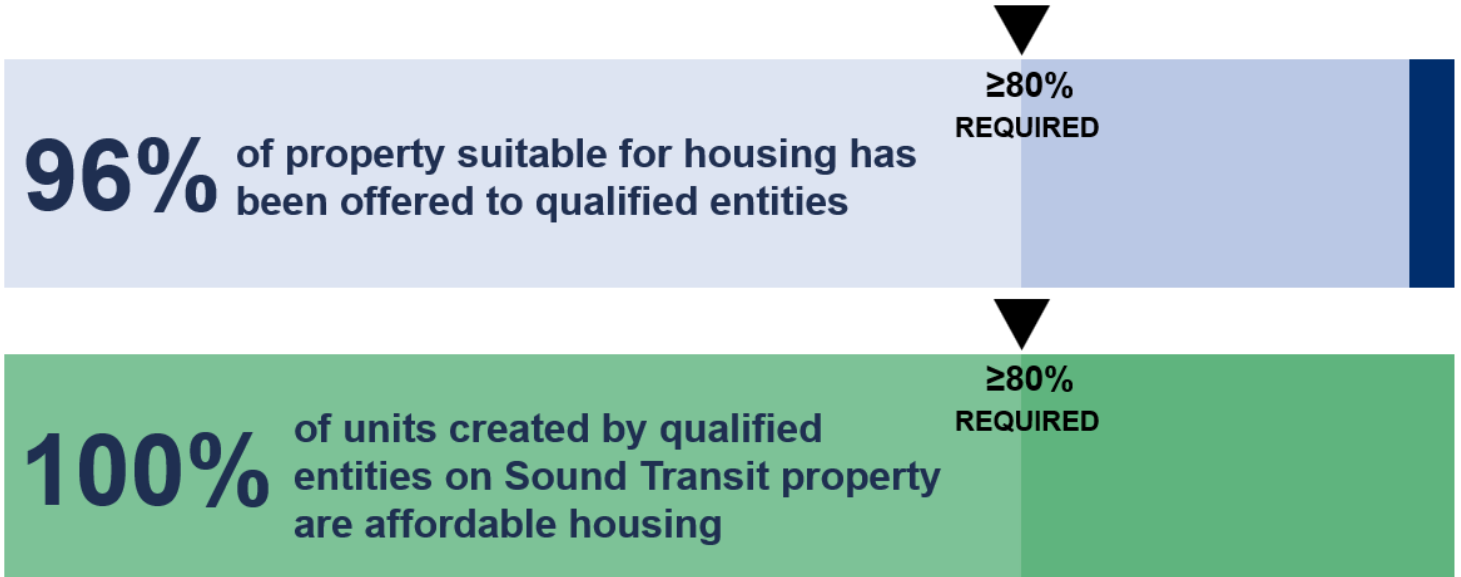 ≥80%
REQUIRED
96%
of property suitable for housing has
been offered to qualified entities
≥80%
REQUIRED
100%
of units created by qualified
entities on Sound Transit property
are affordable housing